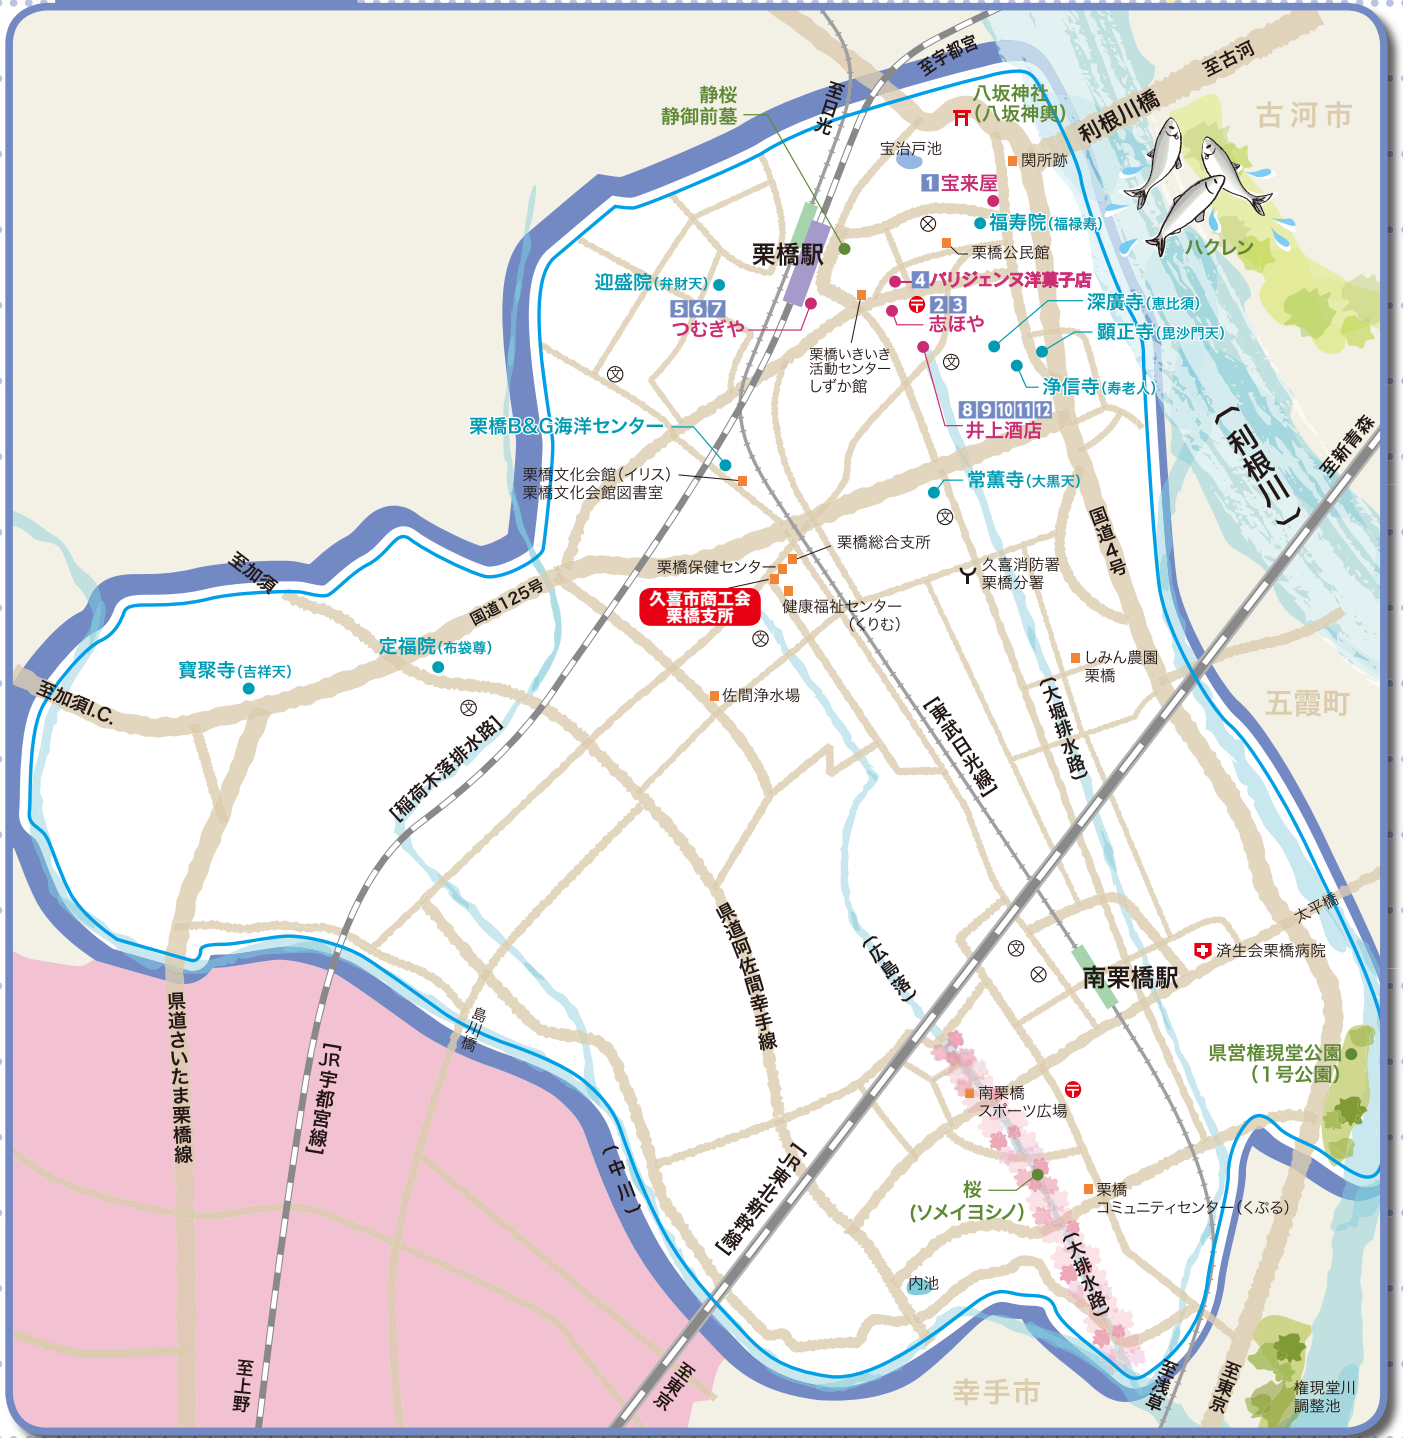 至宇都宮
至古河
静桜
静御前墓
至日光
八坂神社
(八坂神輿)
利根川橋
古河市
宝治戸池
関所跡
1 宝来屋
福寿院(福禄寿)
栗橋公民館
ハクレン
栗橋駅
迎盛院(弁財天)
4 パリジェンヌ洋菓子店
5 6 7
つむぎや
2 3
志ほや
深廣寺(恵比須)
顕正寺(毘沙門天)
栗橋いきいき
活動センター
しずか館
文
文
浄信寺(寿老人)
8 9 10 11 12
井上酒店
栗橋B&G海洋センター
(利根川)
至新青森
栗橋文化会館(イリス)
栗橋文化会館図書室
常薫寺(大黒天)
文
国道4号
栗橋総合支所
栗橋保健センター
久喜消防署
栗橋分署
至加須
国道125号
久喜市商工会
栗橋支所
健康福祉センター
(くりむ)
文
定福院(布袋尊)
寶聚寺(吉祥天)
しみん農園
栗橋
至加須I.C.
文
佐間浄水場
[東武日光線]
(大堀排水路)
五霞町
[稲荷木落排水路]
太平橋
県道阿佐間幸手線
(広島落)
文
済生会栗橋病院
南栗橋駅
県道さいたま栗橋線
島川橋
[JR宇都宮線]
県営権現堂公園
(1号公園)
南栗橋
スポーツ広場
(中川)
[JR東北新幹線]
桜
(ソメイヨシノ)
栗橋
コミュニティセンター(くぷる)
(大排水路)
内池
至上野
至東京
幸手市
至浅草
至東京
権現堂川
調整池